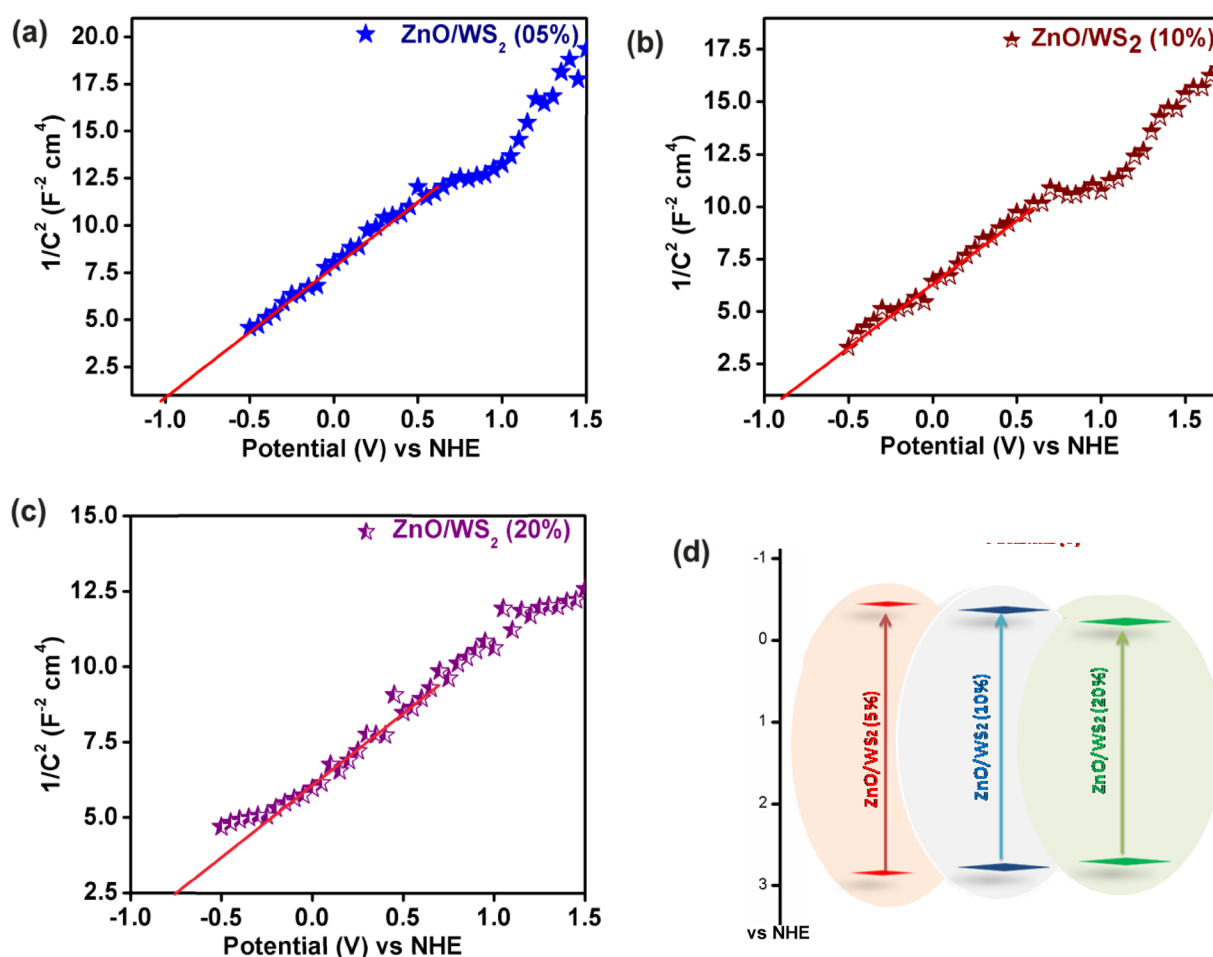 (a)
ZnO/WS2 (05%)
20.0
17.5
15.0
12.5
10.0
7.5
5.0
2.5
1/C² (F⁻² cm⁴)
-1.0 -0.5 0.0 0.5 1.0 1.5
Potential (V) vs NHE
(b)
ZnO/WS2 (10%)
17.5
15.0
12.5
10.0
7.5
5.0
2.5
1/C² (F⁻² cm⁴)
-1.0 -0.5 0.0 0.5 1.0 1.5
Potential (V) vs NHE
(c)
ZnO/WS2 (20%)
15.0
12.5
10.0
7.5
5.0
2.5
1/C² (F⁻² cm⁴)
-1.0 -0.5 0.0 0.5 1.0 1.5
Potential (V) vs NHE
(d)
-1
0
1
2
3
vs NHE
ZnO/WS2 (5%)
ZnO/WS2 (10%)
ZnO/WS2 (20%)